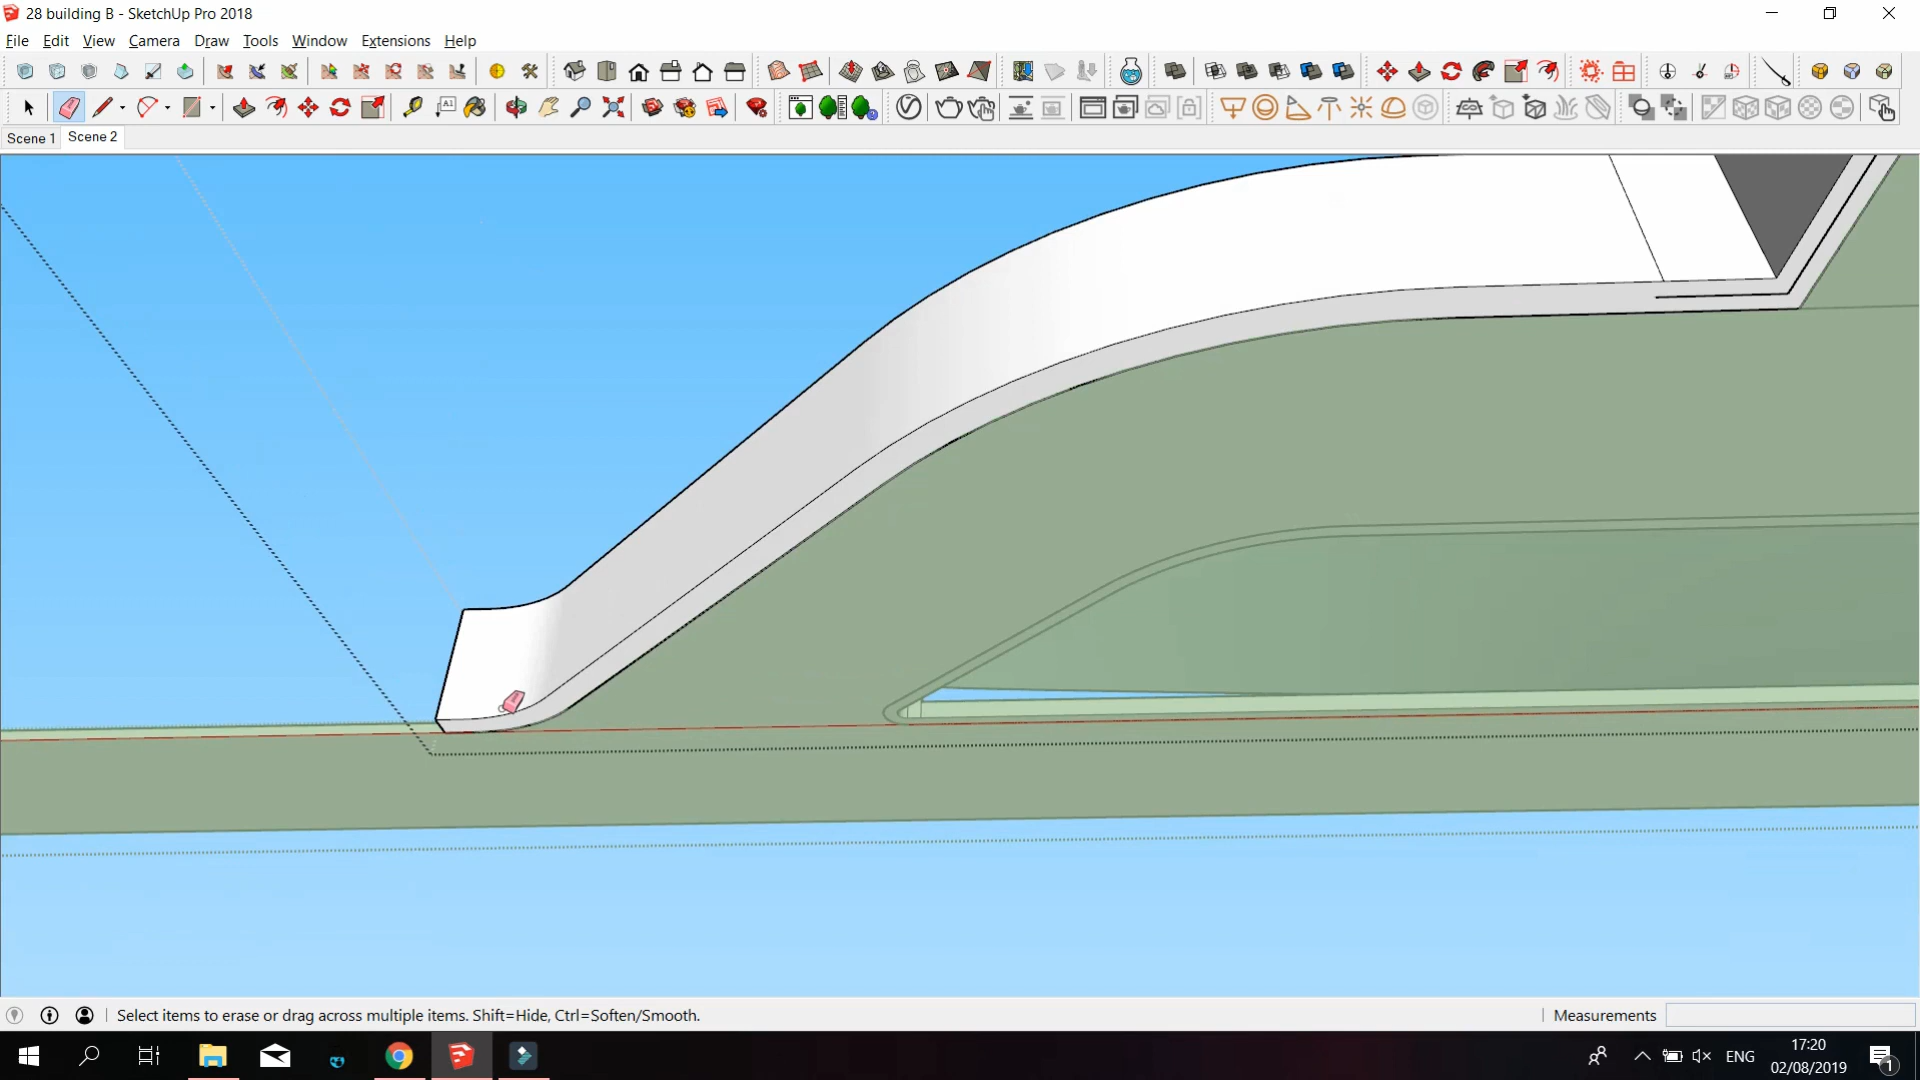 28 building B - SketchUp Pro 2018
File Edit View Camera Draw Tools Window Extensions Help
A1
Scene 1 Scene 2
Select items to erase or drag across multiple items. Shift=Hide, Ctrl=Soften/Smooth.
Measurements
ENG
17:20
02/08/2019
1